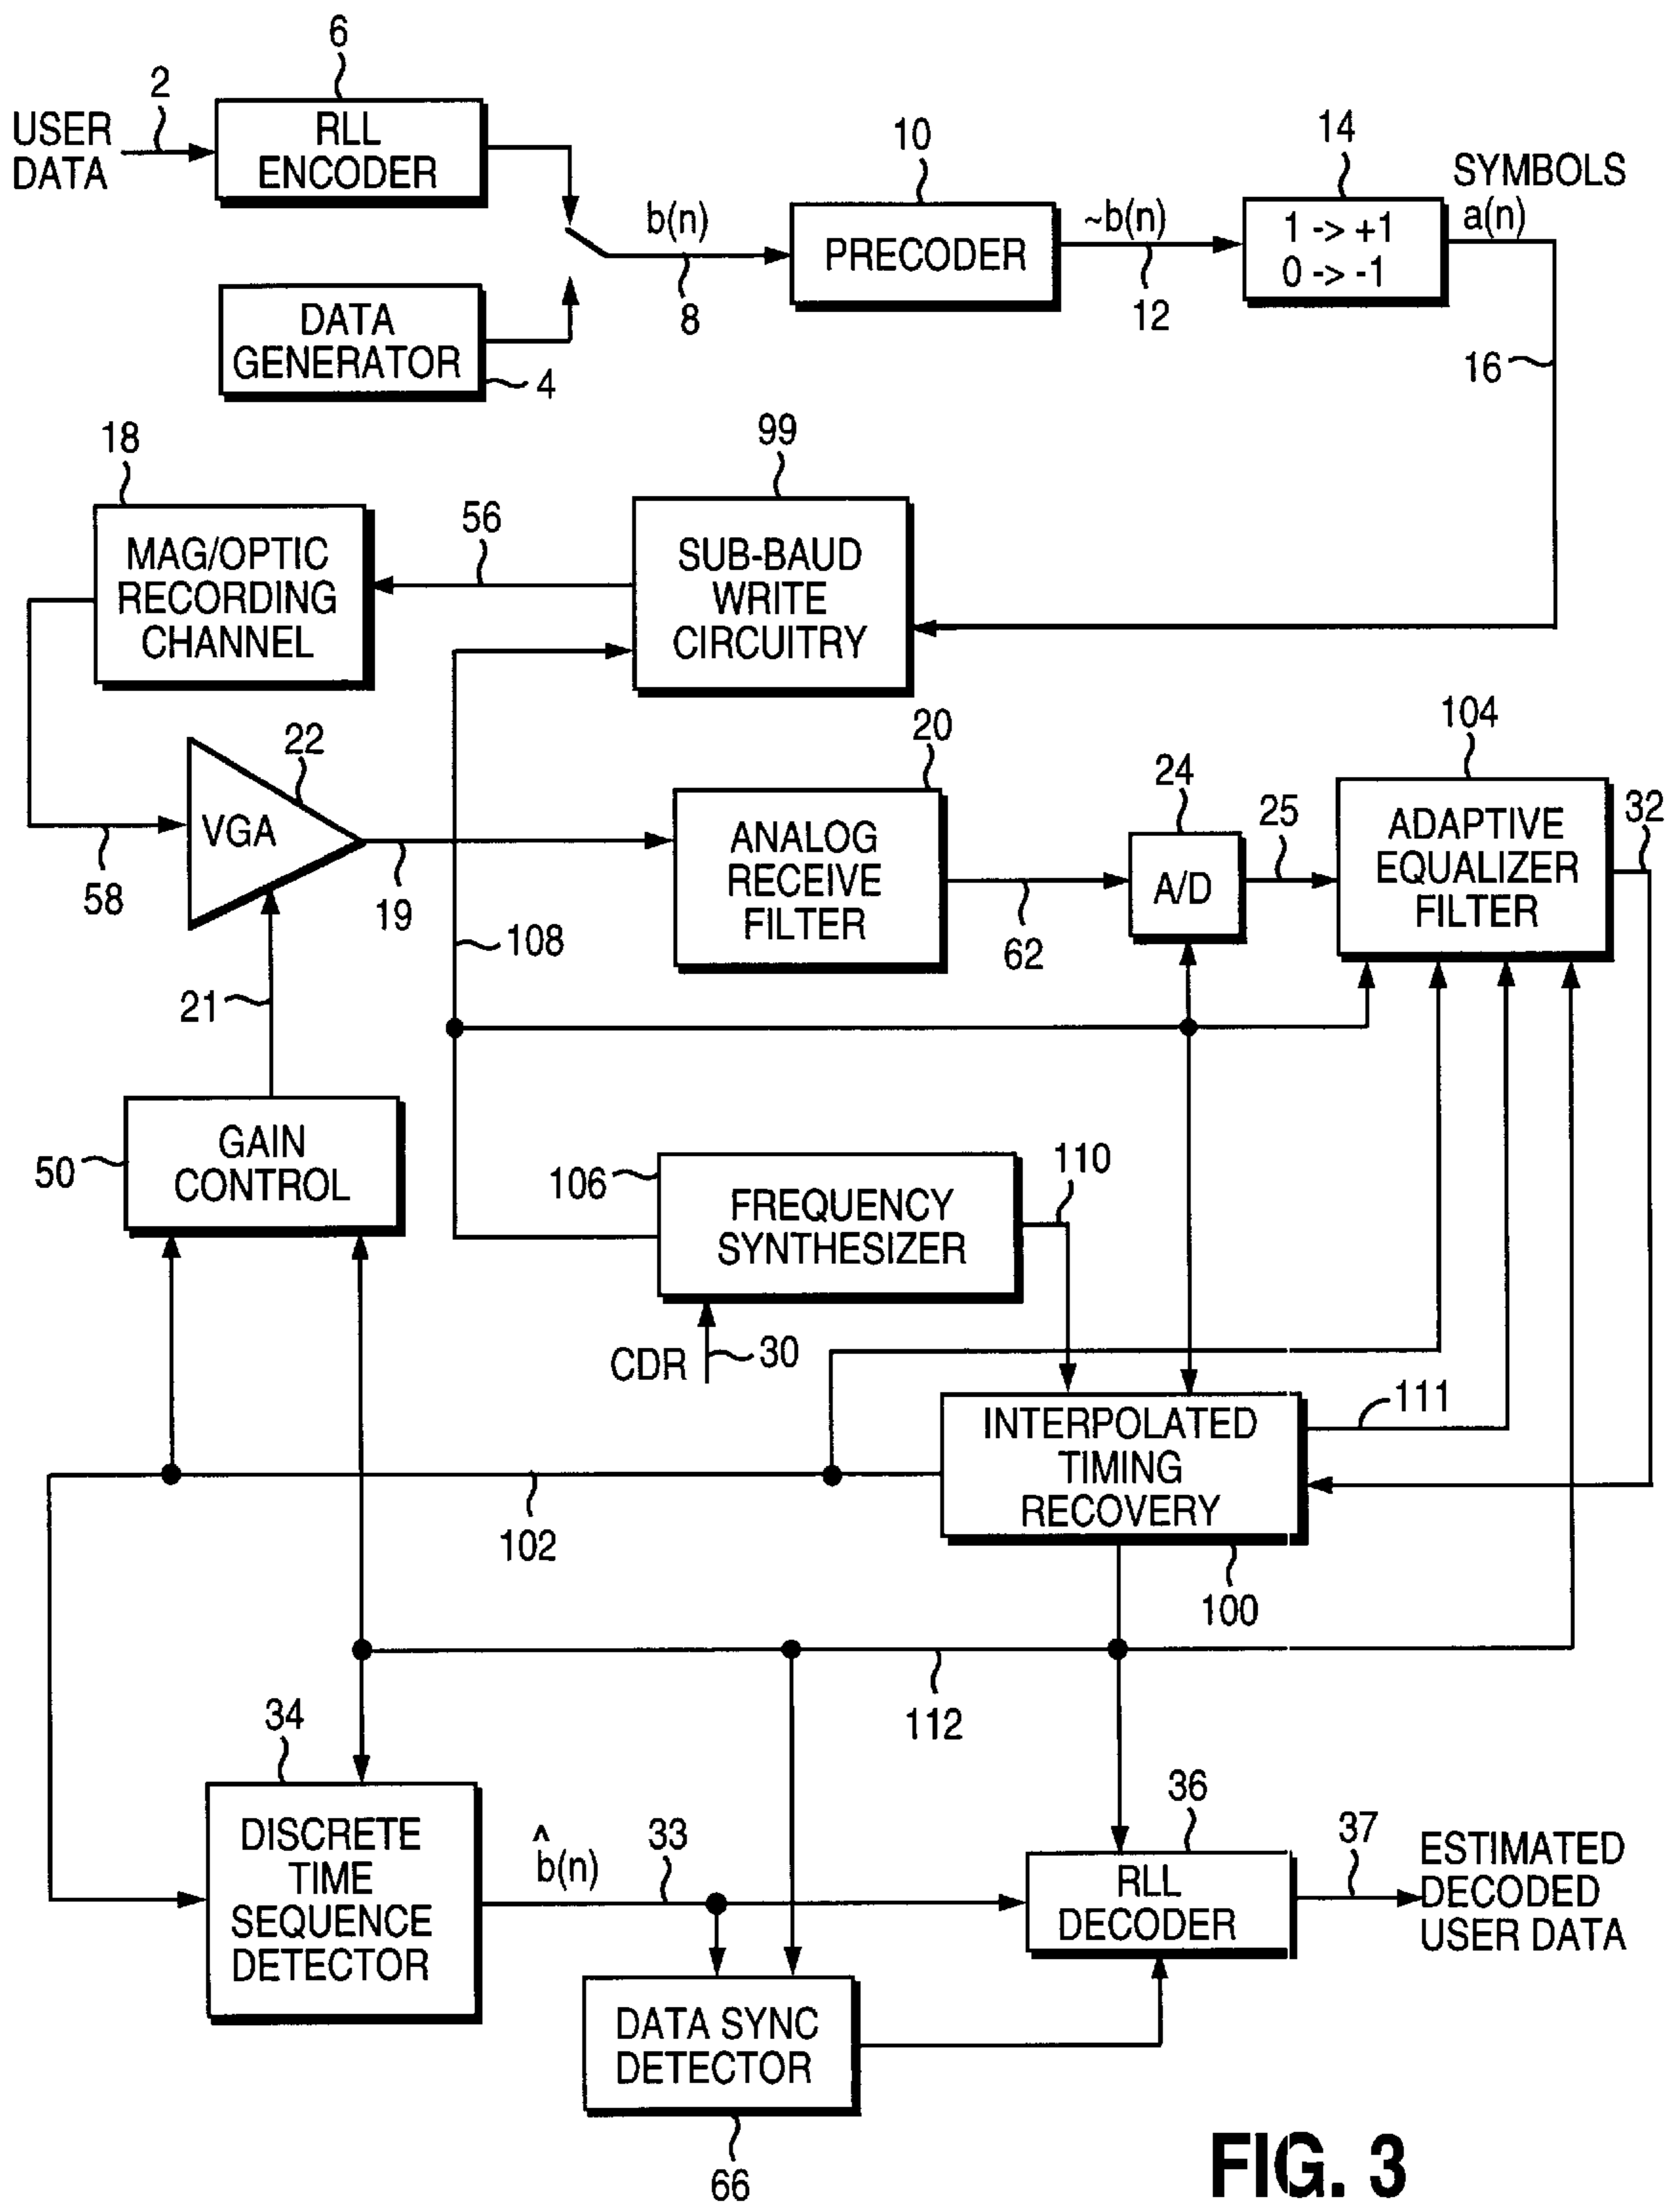 6
2
USER
DATA
RLL
ENCODER
10
14
SYMBOLS
a(n)
b(n)
~b(n)
1 -> +1
0 -> -1
PRECODER
8
12
DATA
GENERATOR
4
16
18
99
56
MAG/OPTIC
RECORDING
CHANNEL
SUB-BAUD
WRITE
CIRCUITRY
22
20
104
24
25
32
VGA
ANALOG
RECEIVE
FILTER
A/D
ADAPTIVE
EQUALIZER
FILTER
58
19
108
62
21
GAIN
CONTROL
50
106
110
FREQUENCY
SYNTHESIZER
CDR
30
111
INTERPOLATED
TIMING
RECOVERY
102
100
112
34
36
37
DISCRETE
TIME
SEQUENCE
DETECTOR
b̂(n)
33
RLL
DECODER
ESTIMATED
DECODED
USER DATA
DATA SYNC
DETECTOR
66
FIG. 3